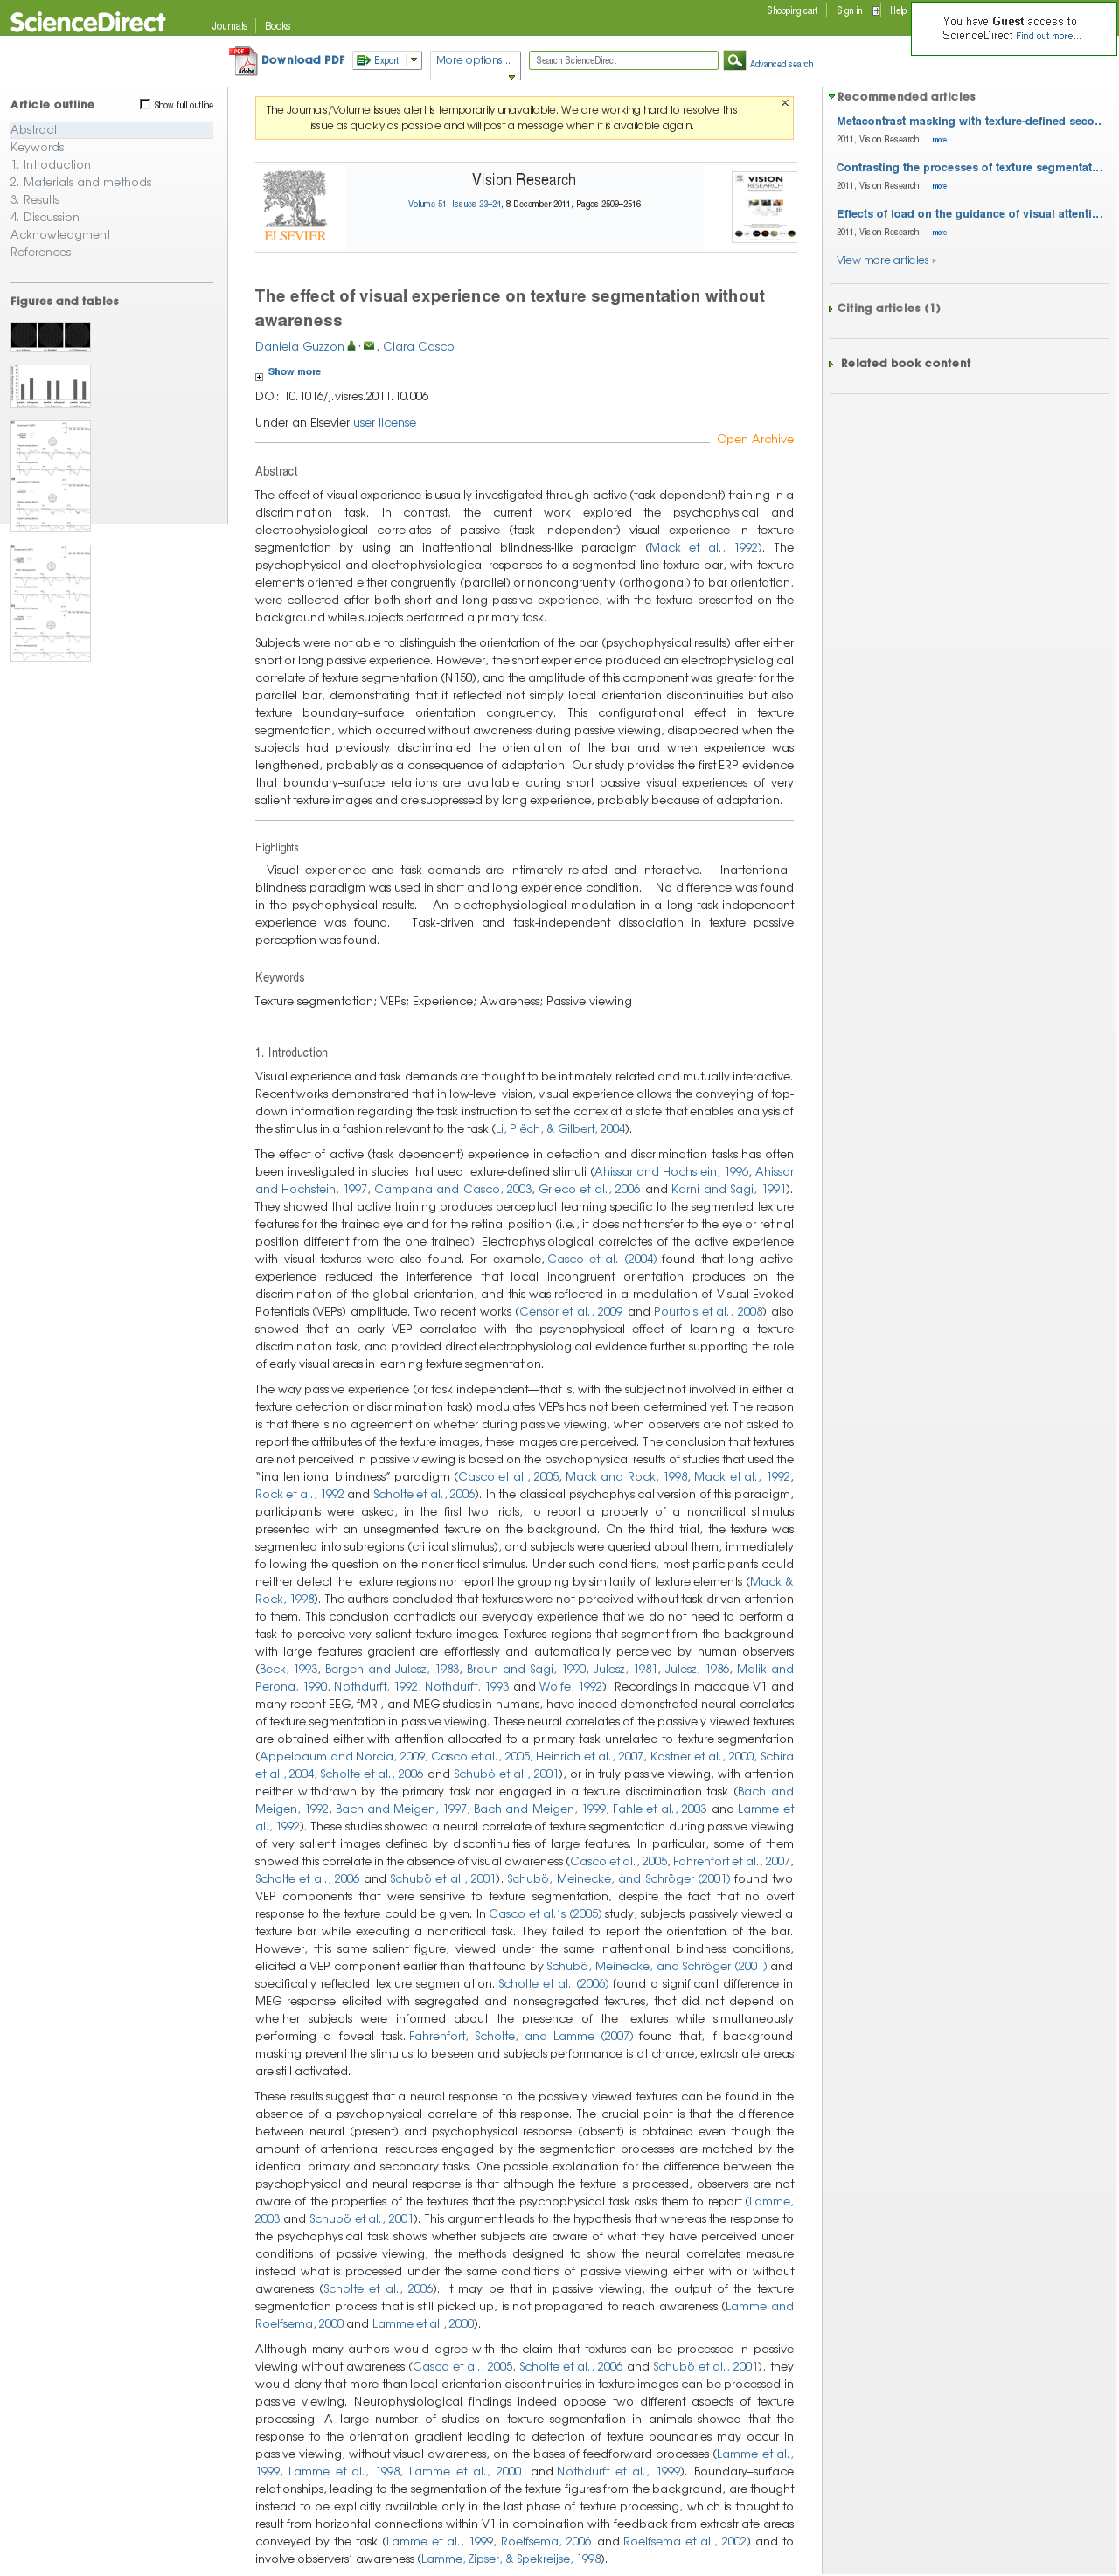 ScienceDirect
Journals
Books
Shopping cart
Sign in
Help
You have Guest access to
ScienceDirect Find out more...
Download PDF
Export
More options...
Search ScienceDirect
Advanced search
Article outline
Show full outline
Abstract
Keywords
1. Introduction
2. Materials and methods
3. Results
4. Discussion
Acknowledgment
References
Figures and tables
The Journals/Volume issues alert is temporarily unavailable. We are working hard to resolve this
issue as quickly as possible and will post a message when it is available again.
ELSEVIER
Vision Research
Volume 51, Issues 23–24, 8 December 2011, Pages 2509–2516
VISION
RESEARCH
The effect of visual experience on texture segmentation without
awareness
Daniela Guzzon , Clara Casco
Show more
DOI: 10.1016/j.visres.2011.10.006
Under an Elsevier user license
Open Archive
Abstract
The effect of visual experience is usually investigated through active (task dependent) training in a
discrimination task. In contrast, the current work explored the psychophysical and
electrophysiological correlates of passive (task independent) visual experience in texture
segmentation by using an inattentional blindness-like paradigm (Mack et al., 1992). The
psychophysical and electrophysiological responses to a segmented line-texture bar, with texture
elements oriented either congruently (parallel) or noncongruently (orthogonal) to bar orientation,
were collected after both short and long passive experience, with the texture presented on the
background while subjects performed a primary task.
Subjects were not able to distinguish the orientation of the bar (psychophysical results) after either
short or long passive experience. However, the short experience produced an electrophysiological
correlate of texture segmentation (N150), and the amplitude of this component was greater for the
parallel bar, demonstrating that it reflected not simply local orientation discontinuities but also
texture boundary–surface orientation congruency. This configurational effect in texture
segmentation, which occurred without awareness during passive viewing, disappeared when the
subjects had previously discriminated the orientation of the bar and when experience was
lengthened, probably as a consequence of adaptation. Our study provides the first ERP evidence
that boundary–surface relations are available during short passive visual experiences of very
salient texture images and are suppressed by long experience, probably because of adaptation.
Highlights
Visual experience and task demands are intimately related and interactive. Inattentional-
blindness paradigm was used in short and long experience condition. No difference was found
in the psychophysical results. An electrophysiological modulation in a long task-independent
experience was found. Task-driven and task-independent dissociation in texture passive
perception was found.
Keywords
Texture segmentation; VEPs; Experience; Awareness; Passive viewing
1. Introduction
Visual experience and task demands are thought to be intimately related and mutually interactive.
Recent works demonstrated that in low-level vision, visual experience allows the conveying of top-
down information regarding the task instruction to set the cortex at a state that enables analysis of
the stimulus in a fashion relevant to the task (Li, Piëch, & Gilbert, 2004).
The effect of active (task dependent) experience in detection and discrimination tasks has often
been investigated in studies that used texture-defined stimuli (Ahissar and Hochstein, 1996, Ahissar
and Hochstein, 1997, Campana and Casco, 2003, Grieco et al., 2006 and Karni and Sagi, 1991).
They showed that active training produces perceptual learning specific to the segmented texture
features for the trained eye and for the retinal position (i.e., it does not transfer to the eye or retinal
position different from the one trained). Electrophysiological correlates of the active experience
with visual textures were also found. For example, Casco et al. (2004) found that long active
experience reduced the interference that local incongruent orientation produces on the
discrimination of the global orientation, and this was reflected in a modulation of Visual Evoked
Potentials (VEPs) amplitude. Two recent works (Censor et al., 2009 and Pourtois et al., 2008) also
showed that an early VEP correlated with the psychophysical effect of learning a texture
discrimination task, and provided direct electrophysiological evidence further supporting the role
of early visual areas in learning texture segmentation.
The way passive experience (or task independent—that is, with the subject not involved in either a
texture detection or discrimination task) modulates VEPs has not been determined yet. The reason
is that there is no agreement on whether during passive viewing, when observers are not asked to
report the attributes of the texture images, these images are perceived. The conclusion that textures
are not perceived in passive viewing is based on the psychophysical results of studies that used the
“inattentional blindness” paradigm (Casco et al., 2005, Mack and Rock, 1998, Mack et al., 1992,
Rock et al., 1992 and Scholte et al., 2006). In the classical psychophysical version of this paradigm,
participants were asked, in the first two trials, to report a property of a noncritical stimulus
presented with an unsegmented texture on the background. On the third trial, the texture was
segmented into subregions (critical stimulus), and subjects were queried about them, immediately
following the question on the noncritical stimulus. Under such conditions, most participants could
neither detect the texture regions nor report the grouping by similarity of texture elements (Mack &
Rock, 1998). The authors concluded that textures were not perceived without task-driven attention
to them. This conclusion contradicts our everyday experience that we do not need to perform a
task to perceive very salient texture images. Textures regions that segment from the background
with large features gradient are effortlessly and automatically perceived by human observers
(Beck, 1993, Bergen and Julesz, 1983, Braun and Sagi, 1990, Julesz, 1981, Julesz, 1986, Malik and
Perona, 1990, Nothdurft, 1992, Nothdurft, 1993 and Wolfe, 1992). Recordings in macaque V1 and
many recent EEG, fMRI, and MEG studies in humans, have indeed demonstrated neural correlates
of texture segmentation in passive viewing. These neural correlates of the passively viewed textures
are obtained either with attention allocated to a primary task unrelated to texture segmentation
(Appelbaum and Norcia, 2009, Casco et al., 2005, Heinrich et al., 2007, Kastner et al., 2000, Schira
et al., 2004, Scholte et al., 2006 and Schubö et al., 2001), or in truly passive viewing, with attention
neither withdrawn by the primary task nor engaged in a texture discrimination task (Bach and
Meigen, 1992, Bach and Meigen, 1997, Bach and Meigen, 1999, Fahle et al., 2003 and Lamme et
al., 1992). These studies showed a neural correlate of texture segmentation during passive viewing
of very salient images defined by discontinuities of large features. In particular, some of them
showed this correlate in the absence of visual awareness (Casco et al., 2005, Fahrenfort et al., 2007,
Scholte et al., 2006 and Schubö et al., 2001). Schubö, Meinecke, and Schröger (2001) found two
VEP components that were sensitive to texture segmentation, despite the fact that no overt
response to the texture could be given. In Casco et al.’s (2005) study, subjects passively viewed a
texture bar while executing a noncritical task. They failed to report the orientation of the bar.
However, this same salient figure, viewed under the same inattentional blindness conditions,
elicited a VEP component earlier than that found by Schubö, Meinecke, and Schröger (2001) and
specifically reflected texture segmentation. Scholte et al. (2006) found a significant difference in
MEG response elicited with segregated and nonsegregated textures, that did not depend on
whether subjects were informed about the presence of the textures while simultaneously
performing a foveal task. Fahrenfort, Scholte, and Lamme (2007) found that, if background
masking prevent the stimulus to be seen and subjects performance is at chance, extrastriate areas
are still activated.
These results suggest that a neural response to the passively viewed textures can be found in the
absence of a psychophysical correlate of this response. The crucial point is that the difference
between neural (present) and psychophysical response (absent) is obtained even though the
amount of attentional resources engaged by the segmentation processes are matched by the
identical primary and secondary tasks. One possible explanation for the difference between the
psychophysical and neural response is that although the texture is processed, observers are not
aware of the properties of the textures that the psychophysical task asks them to report (Lamme,
2003 and Schubö et al., 2001). This argument leads to the hypothesis that whereas the response to
the psychophysical task shows whether subjects are aware of what they have perceived under
conditions of passive viewing, the methods designed to show the neural correlates measure
instead what is processed under the same conditions of passive viewing either with or without
awareness (Scholte et al., 2006). It may be that in passive viewing, the output of the texture
segmentation process that is still picked up, is not propagated to reach awareness (Lamme and
Roelfsema, 2000 and Lamme et al., 2000).
Although many authors would agree with the claim that textures can be processed in passive
viewing without awareness (Casco et al., 2005, Scholte et al., 2006 and Schubö et al., 2001), they
would deny that more than local orientation discontinuities in texture images can be processed in
passive viewing. Neurophysiological findings indeed oppose two different aspects of texture
processing. A large number of studies on texture segmentation in animals showed that the
response to the orientation gradient leading to detection of texture boundaries may occur in
passive viewing, without visual awareness, on the bases of feedforward processes (Lamme et al.,
1999, Lamme et al., 1998, Lamme et al., 2000 and Nothdurft et al., 1999). Boundary–surface
relationships, leading to the segmentation of the texture figures from the background, are thought
instead to be explicitly available only in the last phase of texture processing, which is thought to
result from horizontal connections within V1 in combination with feedback from extrastriate areas
conveyed by the task (Lamme et al., 1999, Roelfsema, 2006 and Roelfsema et al., 2002) and to
involve observers’ awareness (Lamme, Zipser, & Spekreijse, 1998).
Recommended articles
Metacontrast masking with texture-defined seco...
2011, Vision Research more
Contrasting the processes of texture segmentat...
2011, Vision Research more
Effects of load on the guidance of visual attenti...
2011, Vision Research more
View more articles »
Citing articles (1)
Related book content